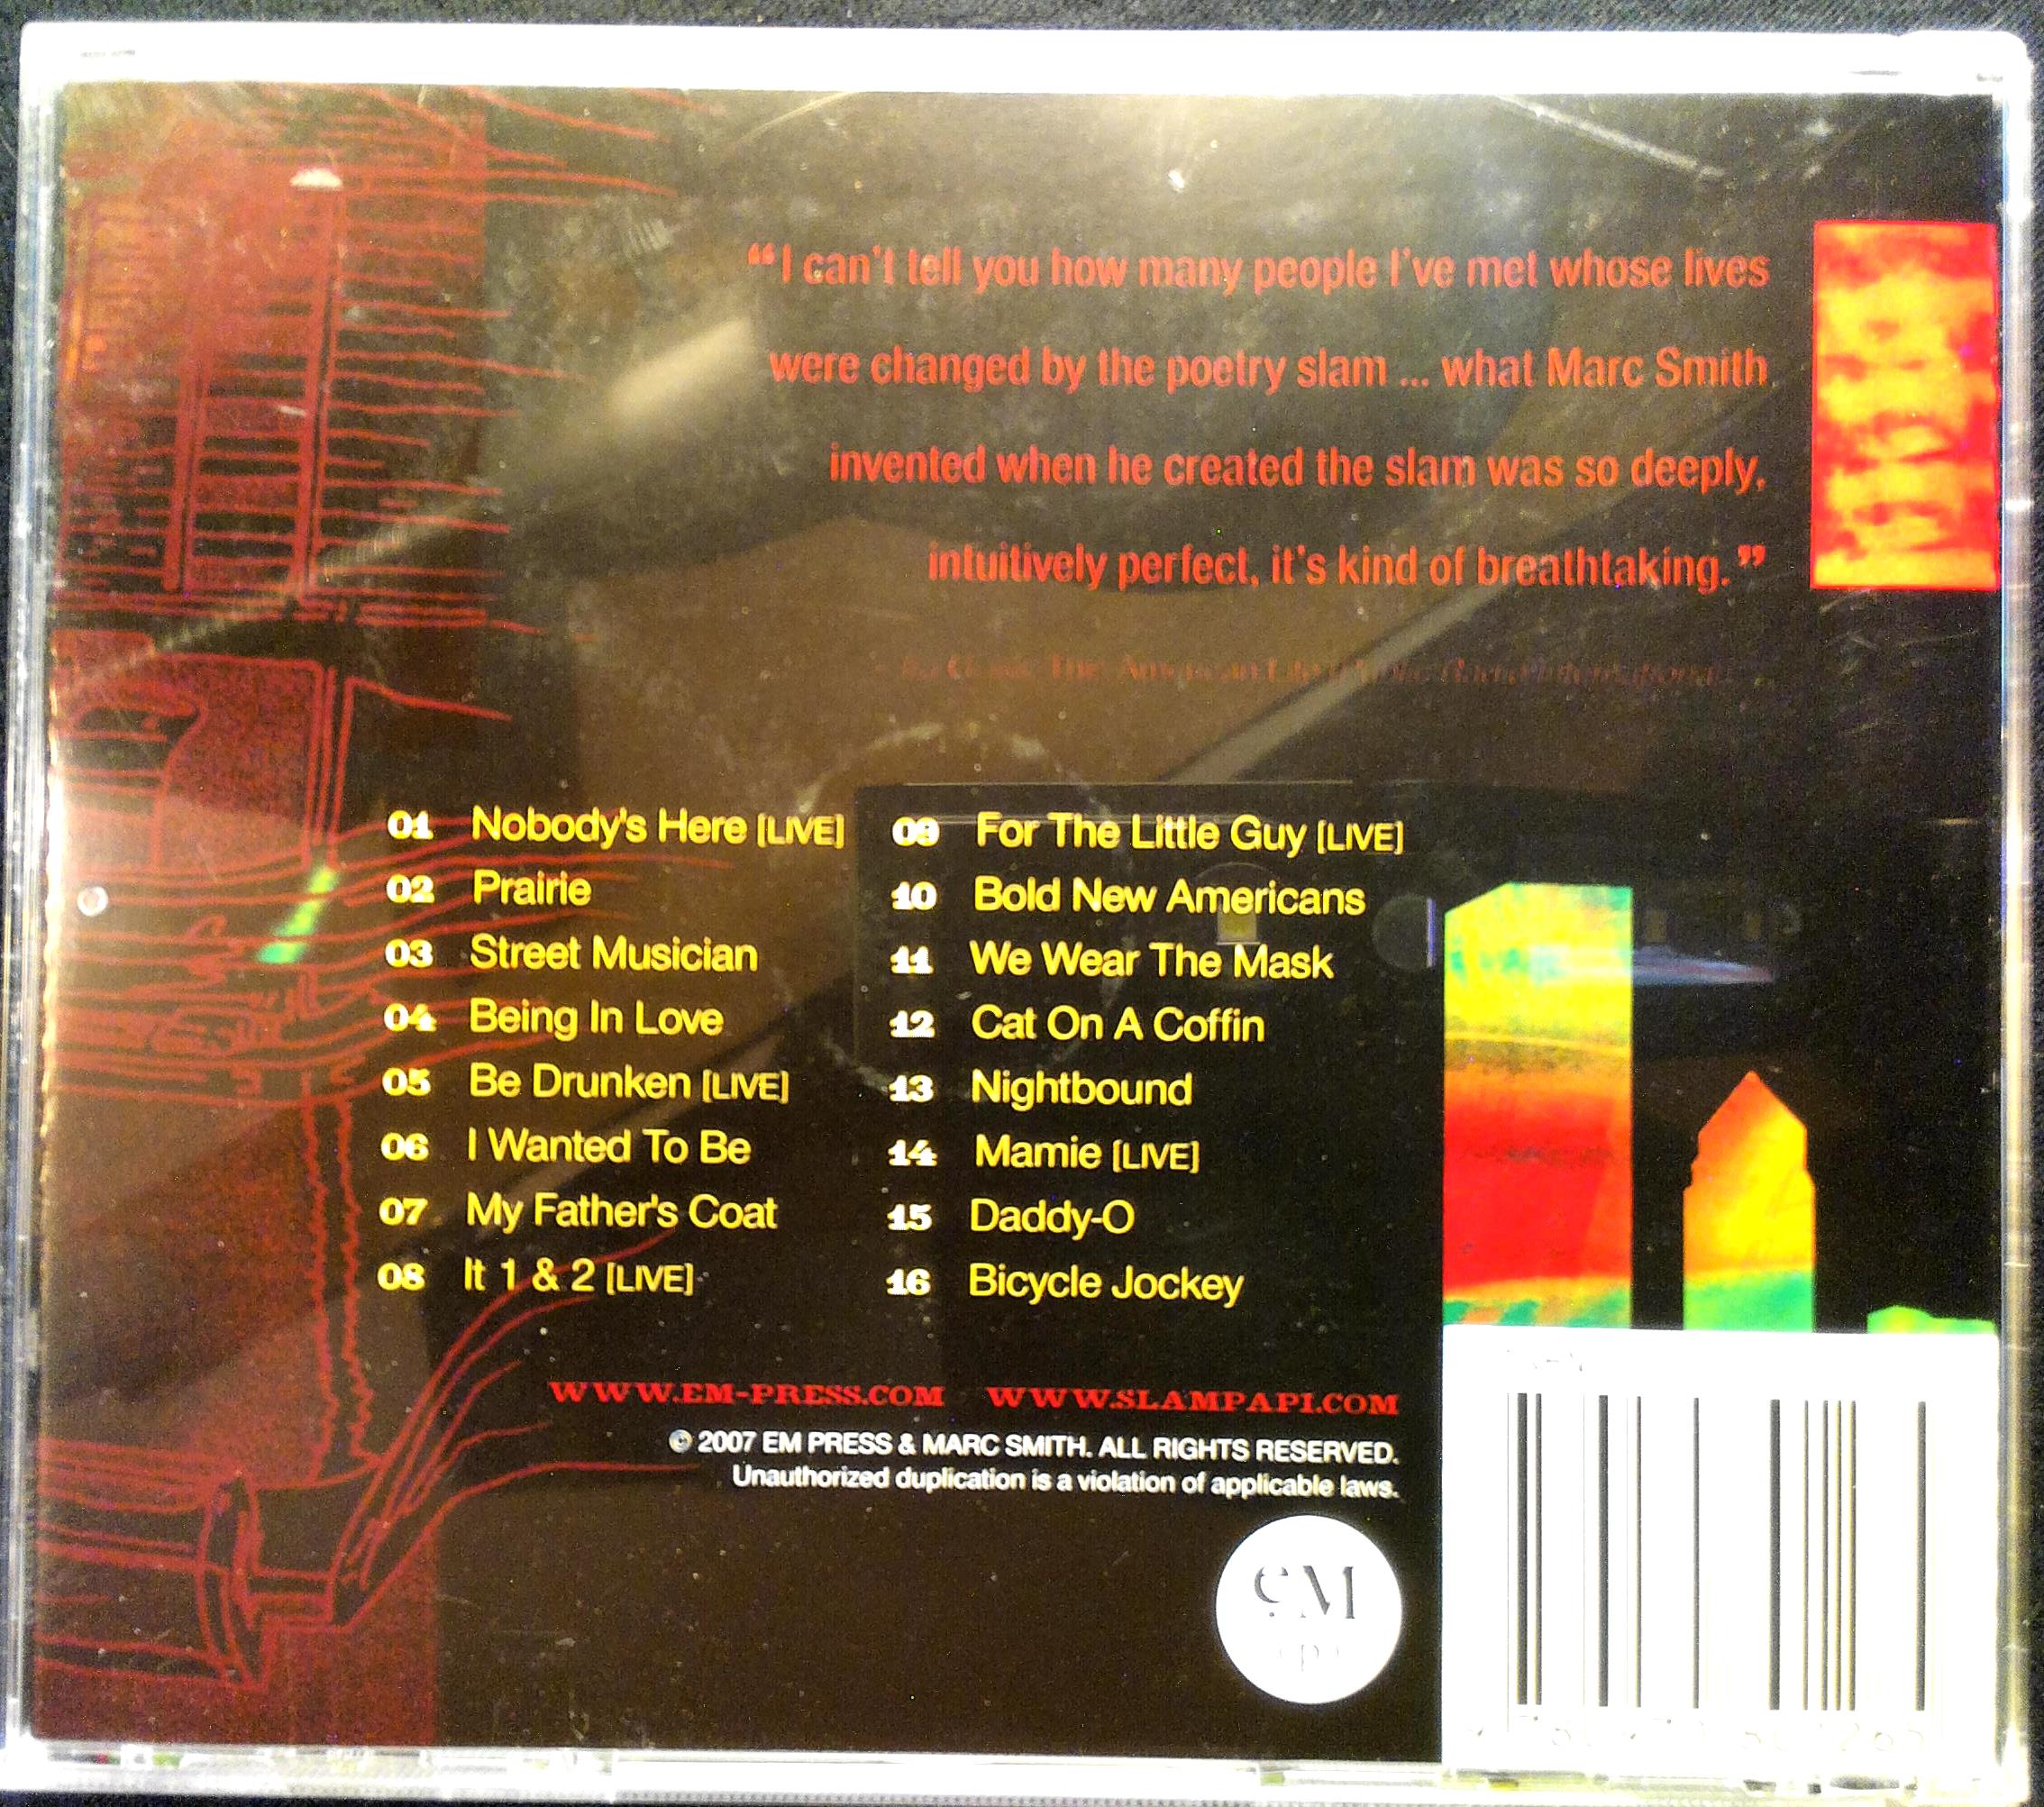 “I can't tell you how many people I've met whose lives
were changed by the poetry slam ... what Marc Smith
invented when he created the slam was so deeply,
intuitively perfect, it's kind of breathtaking.”
The American
01 Nobody's Here [LIVE]
02 Prairie
03 Street Musician
04 Being In Love
05 Be Drunken [LIVE]
06 I Wanted To Be
07 My Father's Coat
08 It 1 & 2 [LIVE]
09 For The Little Guy [LIVE]
10 Bold New Americans
11 We Wear The Mask
12 Cat On A Coffin
13 Nightbound
14 Mamie [LIVE]
15 Daddy-O
16 Bicycle Jockey
WWW.EM-PRESS.COM WWW.SLAMPAPI.COM
© 2007 EM PRESS & MARC SMITH. ALL RIGHTS RESERVED.
Unauthorized duplication is a violation of applicable laws.
eM